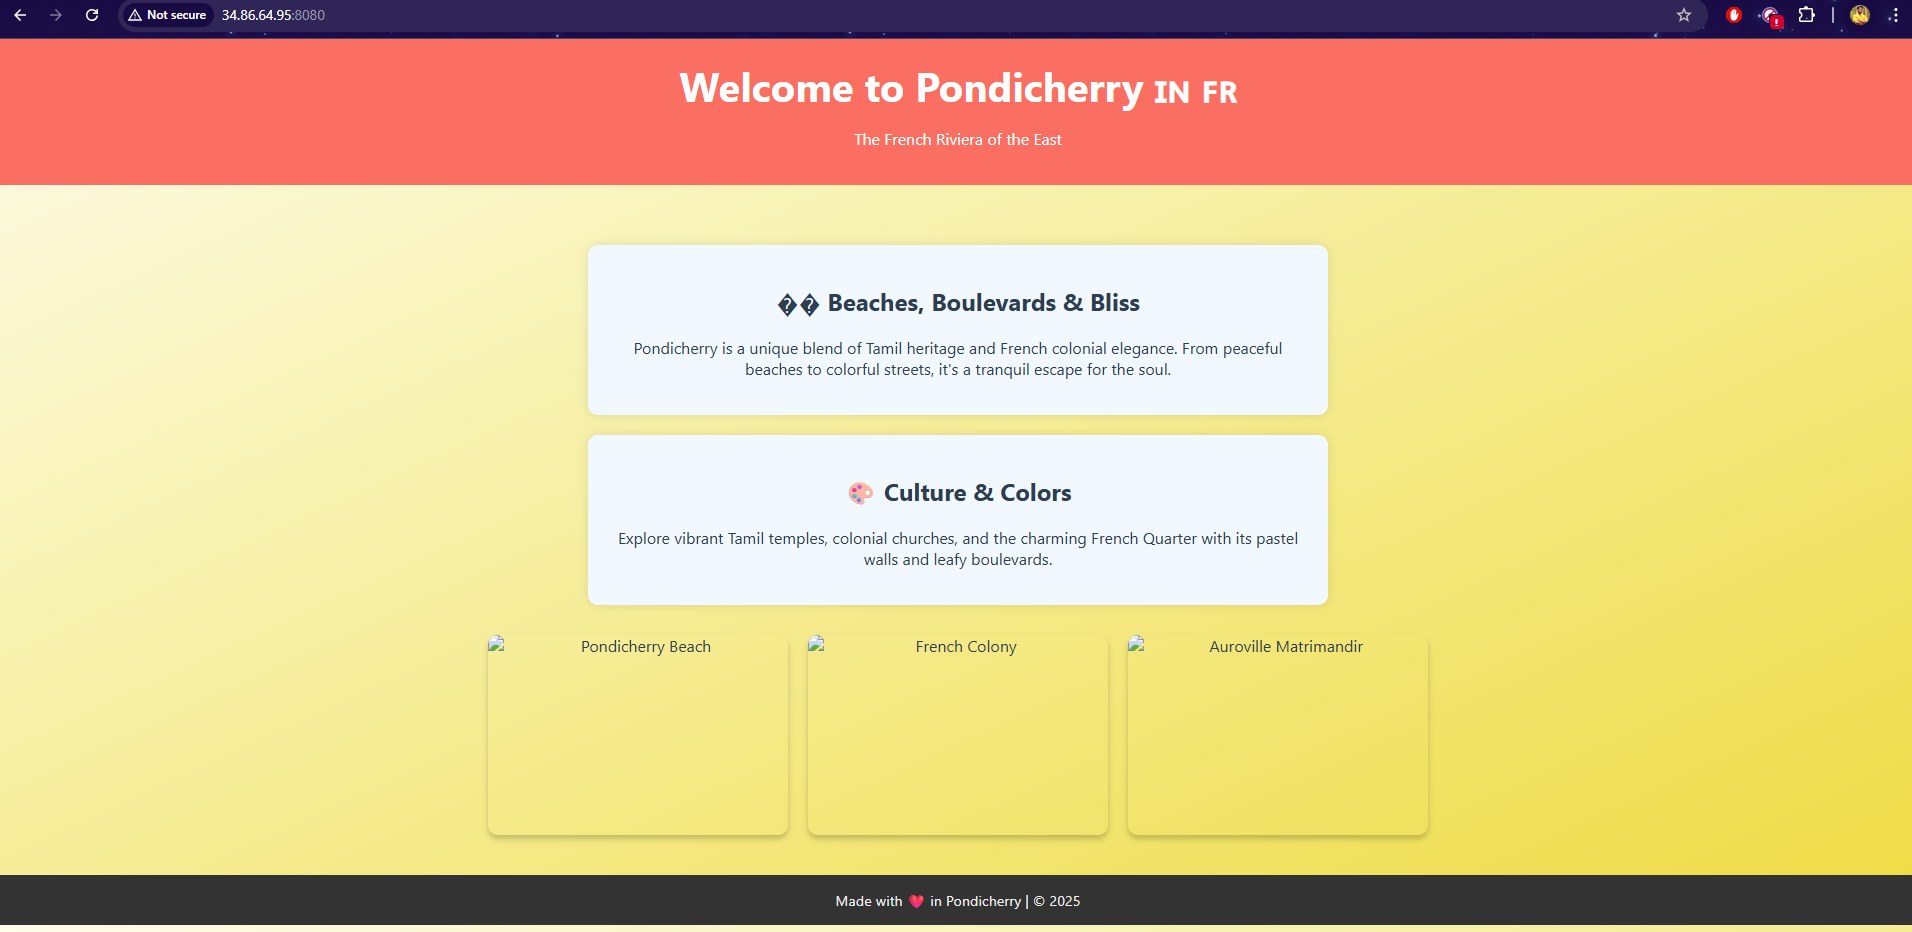 Not secure 34.86.64.95:8080
Welcome to Pondicherry IN FR
The French Riviera of the East
�� Beaches, Boulevards & Bliss
Pondicherry is a unique blend of Tamil heritage and French colonial elegance. From peaceful
beaches to colorful streets, it's a tranquil escape for the soul.
🎨 Culture & Colors
Explore vibrant Tamil temples, colonial churches, and the charming French Quarter with its pastel
walls and leafy boulevards.
Pondicherry Beach
French Colony
Auroville Matrimandir
Made with ❤️ in Pondicherry | © 2025